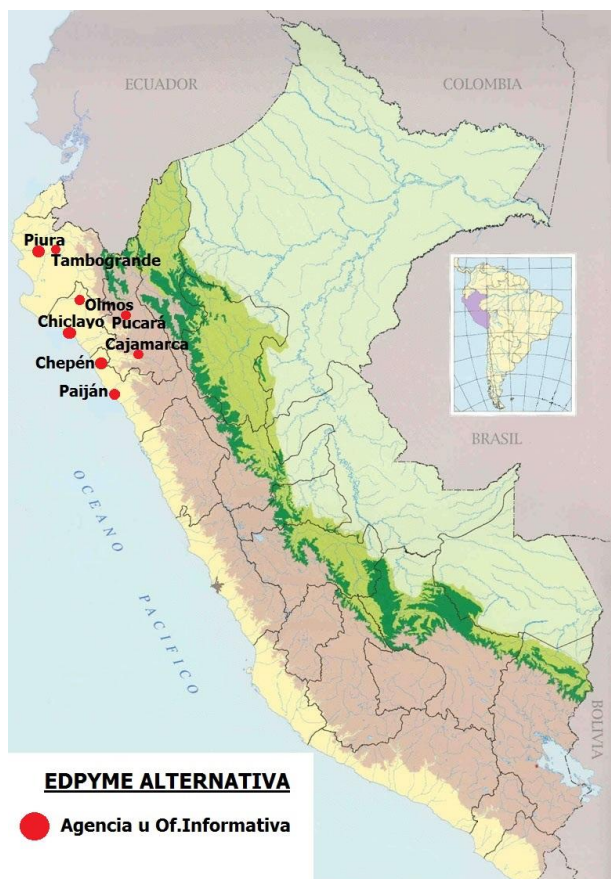 ECUADOR
COLOMBIA
Piura
Tambogrande
Olmos
Chiclayo
Pucará
Cajamarca
Chepén
Paiján
BRASIL
OCEANO PACIFICO
BOLIVIA
EDPYME ALTERNATIVA
Agencia u Of.Informativa